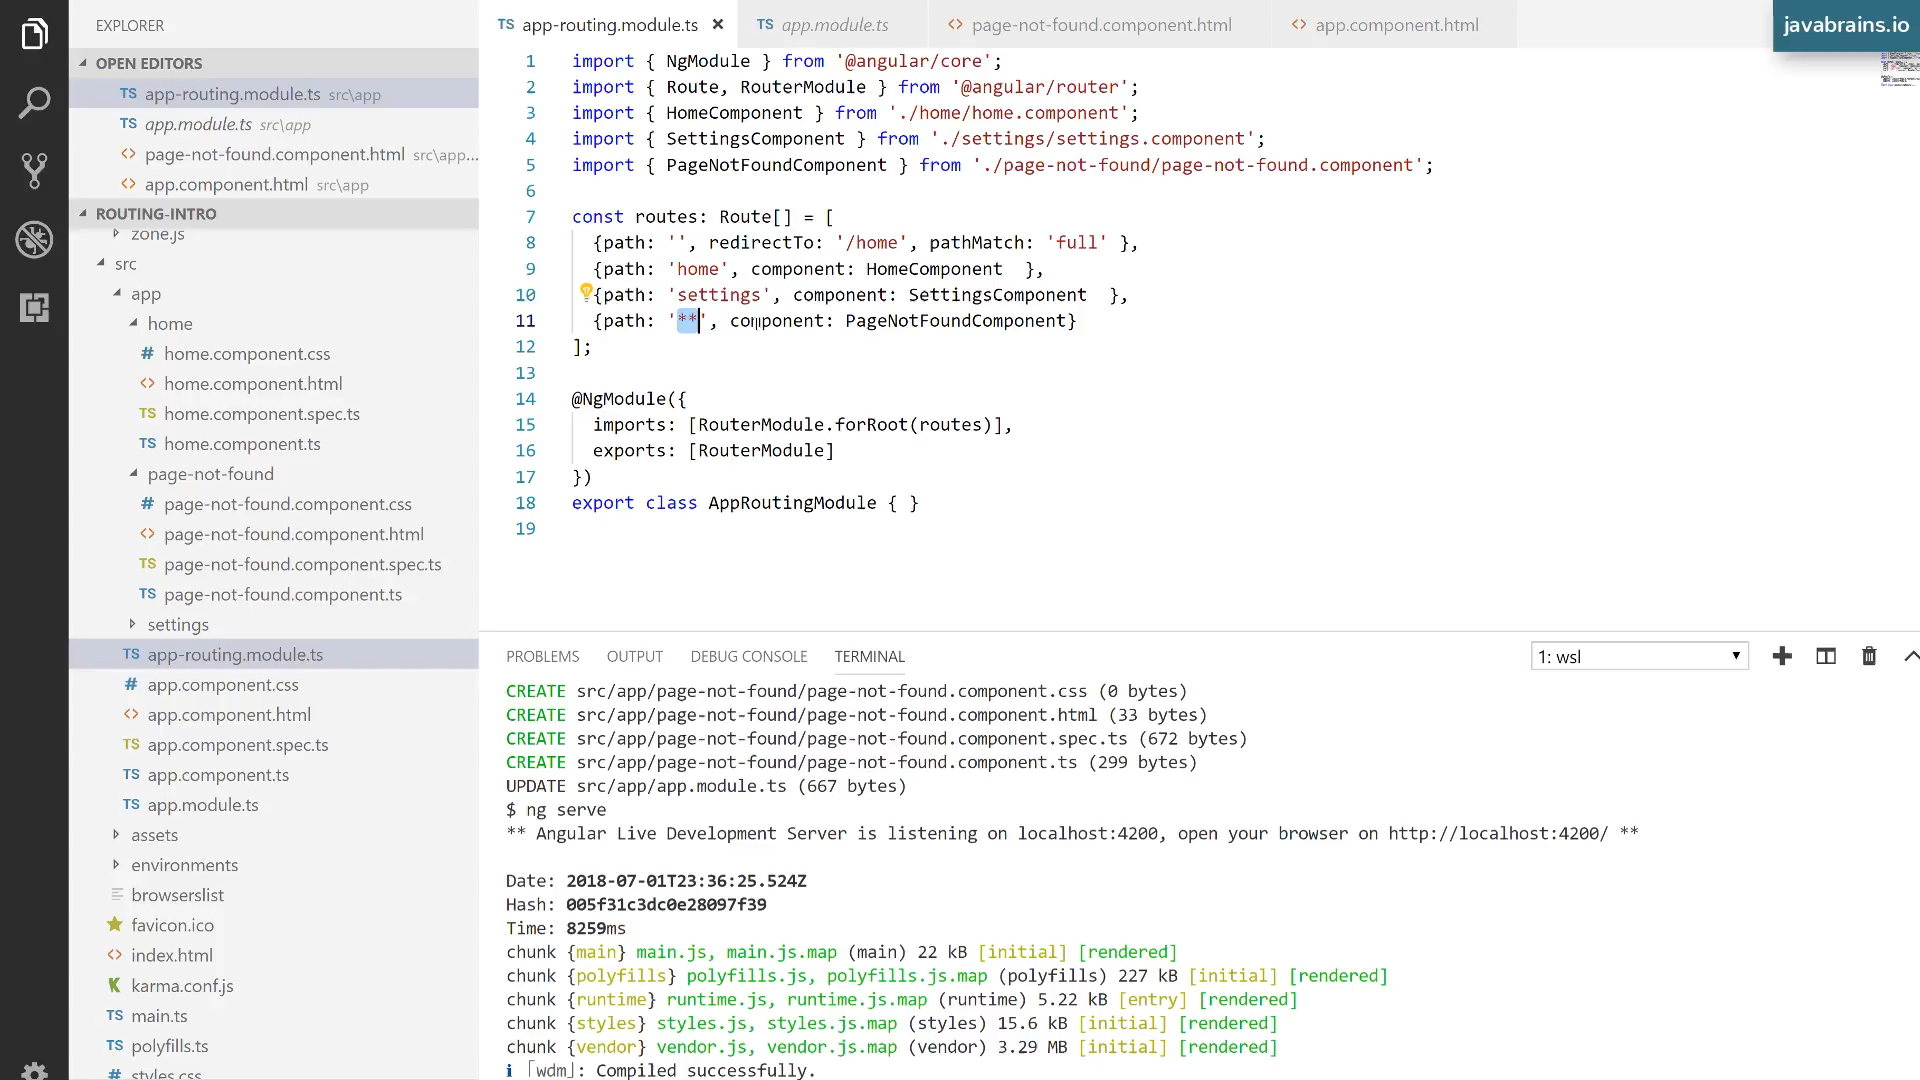 EXPLORER
OPEN EDITORS
TS app-routing.module.ts src\app
TS app.module.ts src\app
<> page-not-found.component.html src\app...
<> app.component.html src\app
ROUTING-INTRO
zone.js
src
app
home
# home.component.css
<> home.component.html
TS home.component.spec.ts
TS home.component.ts
page-not-found
# page-not-found.component.css
<> page-not-found.component.html
TS page-not-found.component.spec.ts
TS page-not-found.component.ts
settings
TS app-routing.module.ts
# app.component.css
<> app.component.html
TS app.component.spec.ts
TS app.component.ts
TS app.module.ts
assets
environments
browserslist
favicon.ico
<> index.html
K karma.conf.js
TS main.ts
TS polyfills.ts
# styles.css
TS app-routing.module.ts × TS app.module.ts <> page-not-found.component.html <> app.component.html
javabrains.io
1 import { NgModule } from '@angular/core';
2 import { Route, RouterModule } from '@angular/router';
3 import { HomeComponent } from './home/home.component';
4 import { SettingsComponent } from './settings/settings.component';
5 import { PageNotFoundComponent } from './page-not-found/page-not-found.component';
6
7 const routes: Route[] = [
8 {path: '', redirectTo: '/home', pathMatch: 'full' },
9 {path: 'home', component: HomeComponent },
10 {path: 'settings', component: SettingsComponent },
11 {path: '**', component: PageNotFoundComponent}
12 ];
13
14 @NgModule({
15 imports: [RouterModule.forRoot(routes)],
16 exports: [RouterModule]
17 })
18 export class AppRoutingModule { }
19
PROBLEMS OUTPUT DEBUG CONSOLE TERMINAL 1: wsl
CREATE src/app/page-not-found/page-not-found.component.css (0 bytes)
CREATE src/app/page-not-found/page-not-found.component.html (33 bytes)
CREATE src/app/page-not-found/page-not-found.component.spec.ts (672 bytes)
CREATE src/app/page-not-found/page-not-found.component.ts (299 bytes)
UPDATE src/app/app.module.ts (667 bytes)
$ ng serve
** Angular Live Development Server is listening on localhost:4200, open your browser on http://localhost:4200/ **
Date: 2018-07-01T23:36:25.524Z
Hash: 005f31c3dc0e28097f39
Time: 8259ms
chunk {main} main.js, main.js.map (main) 22 kB [initial] [rendered]
chunk {polyfills} polyfills.js, polyfills.js.map (polyfills) 227 kB [initial] [rendered]
chunk {runtime} runtime.js, runtime.js.map (runtime) 5.22 kB [entry] [rendered]
chunk {styles} styles.js, styles.js.map (styles) 15.6 kB [initial] [rendered]
chunk {vendor} vendor.js, vendor.js.map (vendor) 3.29 MB [initial] [rendered]
i ｢wdm｣: Compiled successfully.